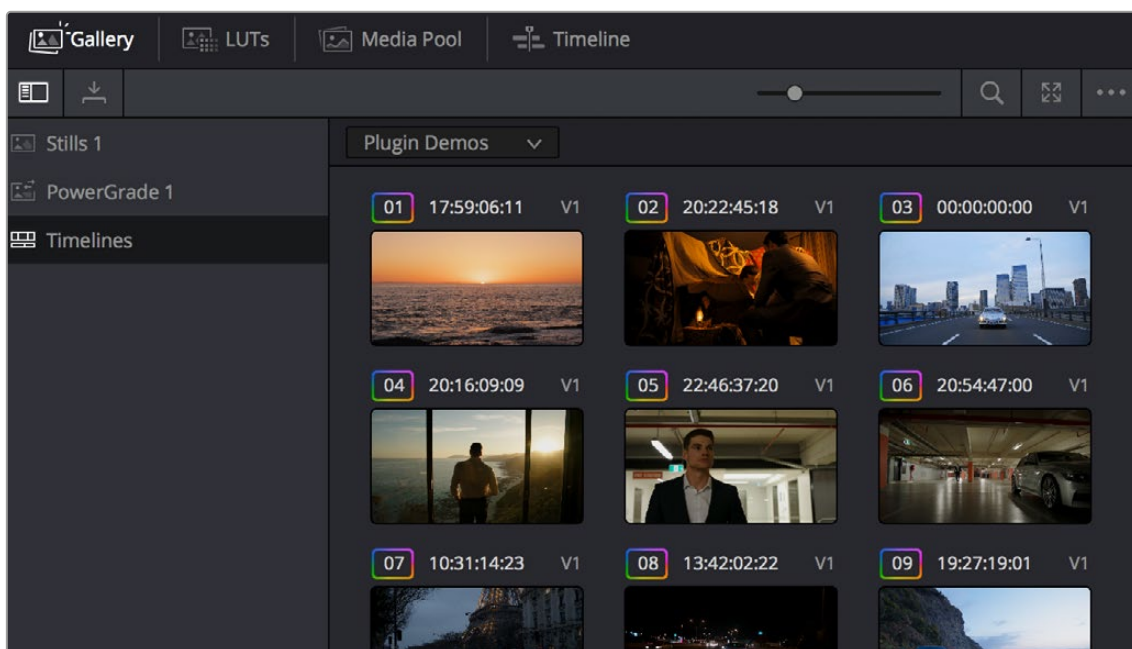 Gallery LUTs Media Pool Timeline
Stills 1
PowerGrade 1
Timelines
Plugin Demos
01 17:59:06:11 V1 02 20:22:45:18 V1 03 00:00:00:00 V1
04 20:16:09:09 V1 05 22:46:37:20 V1 06 20:54:47:00 V1
07 10:31:14:23 V1 08 13:42:02:22 V1 09 19:27:19:01 V1